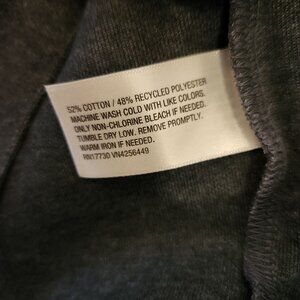 52% COTTON / 48% RECYCLED POLYESTER
MACHINE WASH COLD WITH LIKE COLORS.
ONLY NON-CHLORINE BLEACH IF NEEDED.
TUMBLE DRY LOW. REMOVE PROMPTLY.
WARM IRON IF NEEDED.
RN17730 VN4256449